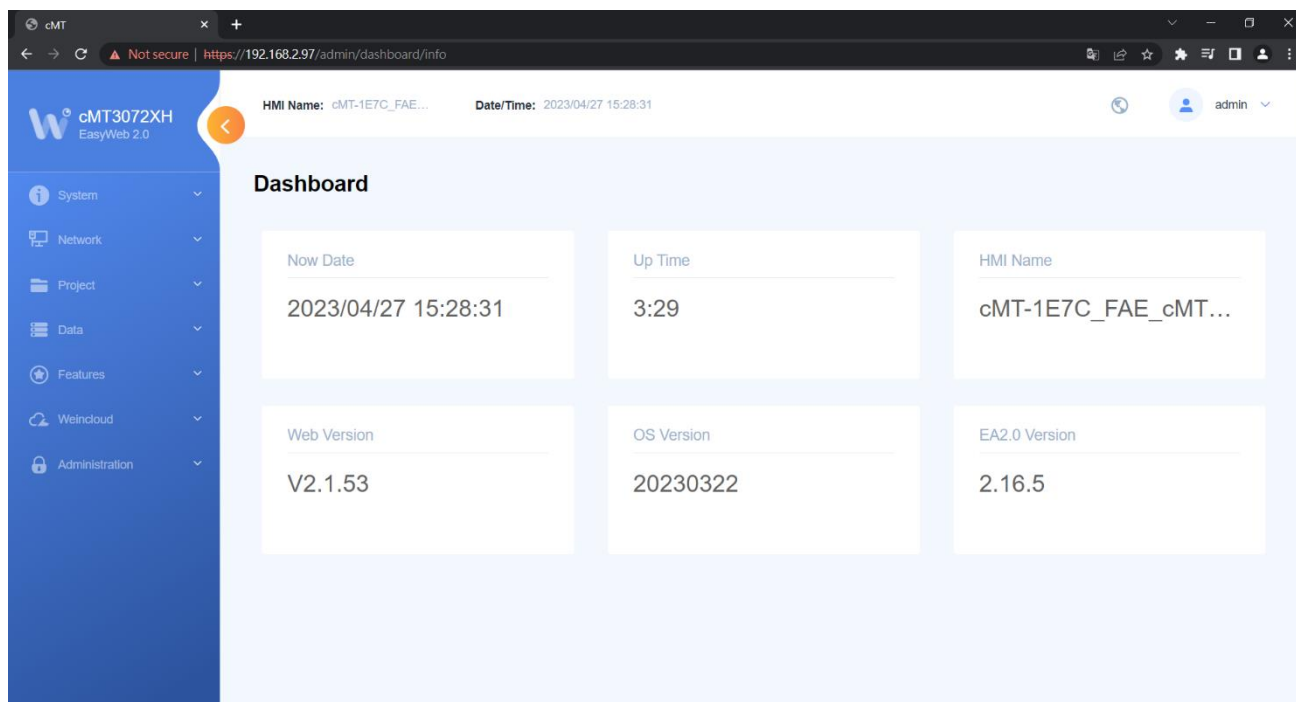 cMT
Not secure | https://192.168.2.97/admin/dashboard/info
cMT3072XH
EasyWeb 2.0
HMI Name: cMT-1E7C_FAE... Date/Time: 2023/04/27 15:28:31
admin
System
Network
Project
Data
Features
Weincloud
Administration
Dashboard
Now Date
2023/04/27 15:28:31
Up Time
3:29
HMI Name
cMT-1E7C_FAE_cMT...
Web Version
V2.1.53
OS Version
20230322
EA2.0 Version
2.16.5